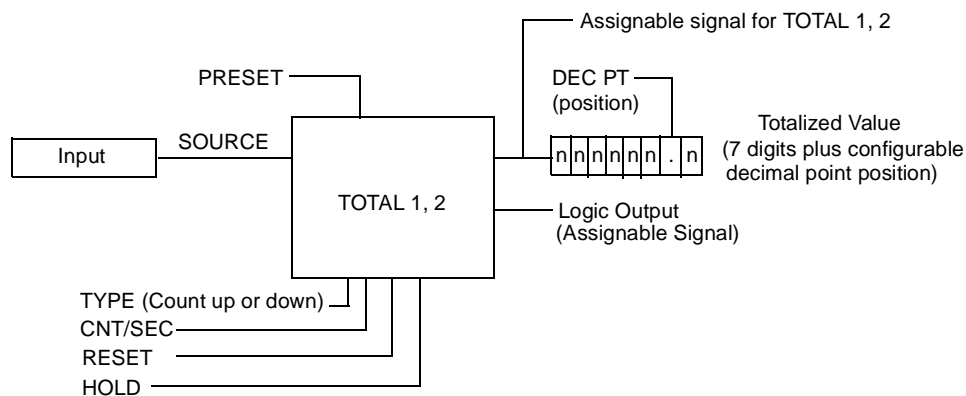 Assignable signal for TOTAL 1, 2
PRESET
DEC PT
(position)
Input
SOURCE
n n n n n n . n
Totalized Value
(7 digits plus configurable
decimal point position)
TOTAL 1, 2
Logic Output
(Assignable Signal)
TYPE (Count up or down)
CNT/SEC
RESET
HOLD